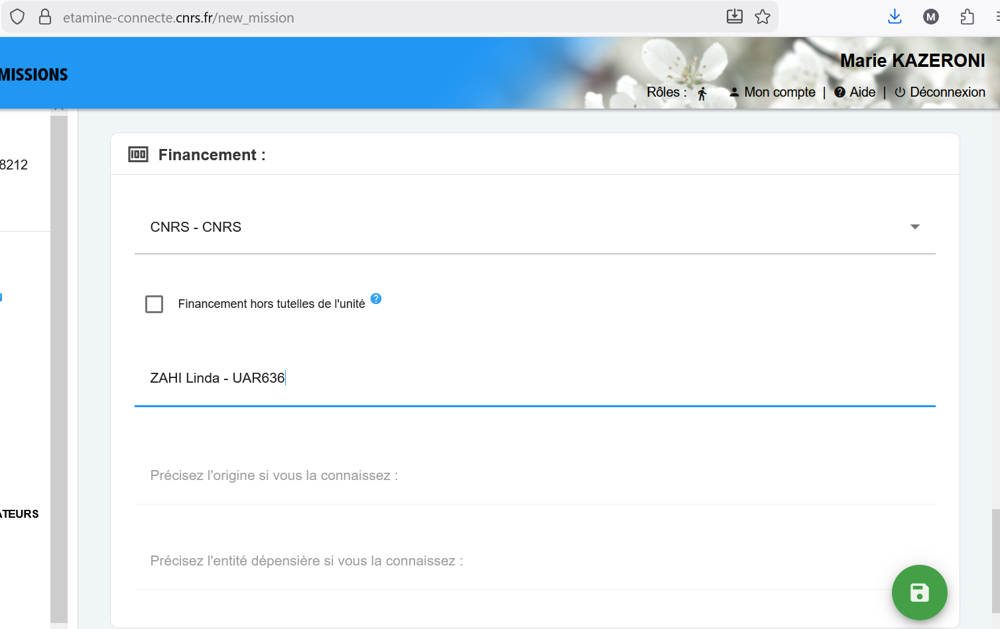 etamine-connecte.cnrs.fr/new_mission
M
MISSIONS
Marie KAZERONI
Rôles :
Mon compte | Aide | Déconnexion
8212
100 Financement :
CNRS - CNRS
Financement hors tutelles de l'unité ?
ZAHI Linda - UAR636
Précisez l'origine si vous la connaissez :
ATEURS
Précisez l'entité dépensière si vous la connaissez :